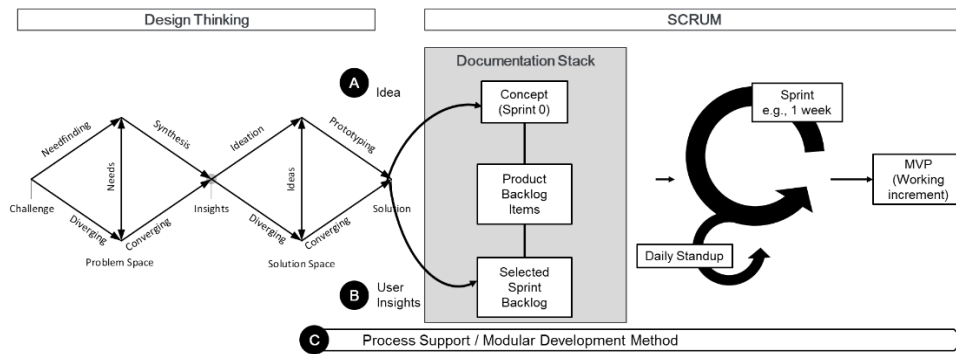 Design Thinking
SCRUM
Documentation Stack
A
Idea
Concept
(Sprint 0)
Sprint
e.g., 1 week
Needfinding
Synthesis
Ideation
Prototyping
Needs
Ideas
Product
Backlog
Items
MVP
(Working
increment)
Challenge
Insights
Solution
Diverging
Converging
Diverging
Converging
Problem Space
Solution Space
Daily Standup
B
User
Insights
Selected
Sprint
Backlog
C
Process Support / Modular Development Method